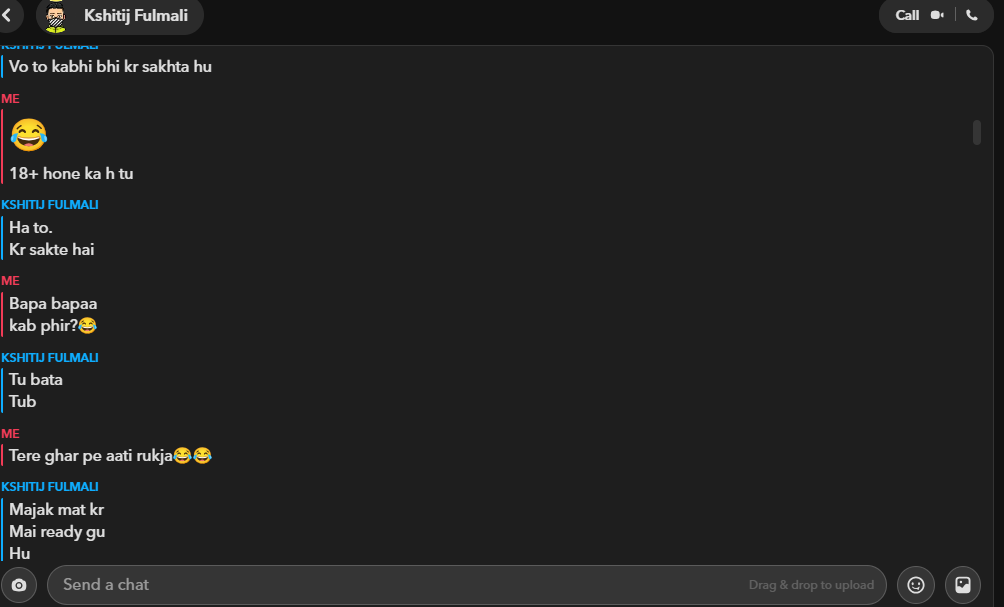 Kshitij Fulmali
Call
KSHITIJ FULMALI
Vo to kabhi bhi kr sakhta hu
ME
😂
18+ hone ka h tu
KSHITIJ FULMALI
Ha to.
Kr sakte hai
ME
Bapa bapaa
kab phir?😂
KSHITIJ FULMALI
Tu bata
Tub
ME
Tere ghar pe aati rukja😂😂
KSHITIJ FULMALI
Majak mat kr
Mai ready gu
Hu
Send a chat
Drag & drop to upload